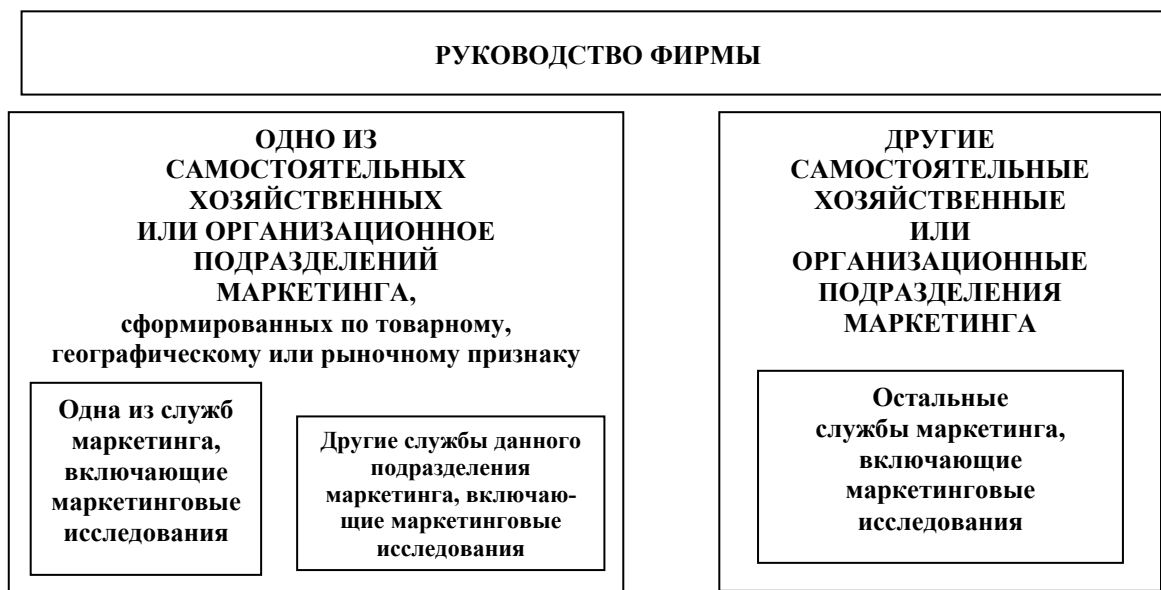 РУКОВОДСТВО ФИРМЫ
ОДНО ИЗ
САМОСТОЯТЕЛЬНЫХ
ХОЗЯЙСТВЕННЫХ
ИЛИ ОРГАНИЗАЦИОННОЕ
ПОДРАЗДЕЛЕНИЙ
МАРКЕТИНГА,
сформированных по товарному,
географическому или рыночному признаку
Одна из служб
маркетинга,
включающие
маркетинговые
исследования
Другие службы данного
подразделения
маркетинга, включаю-
щие маркетинговые
исследования
ДРУГИЕ
САМОСТОЯТЕЛЬНЫЕ
ХОЗЯЙСТВЕННЫЕ
ИЛИ
ОРГАНИЗАЦИОННЫЕ
ПОДРАЗДЕЛЕНИЯ
МАРКЕТИНГА
Остальные
службы маркетинга,
включающие
маркетинговые
исследования